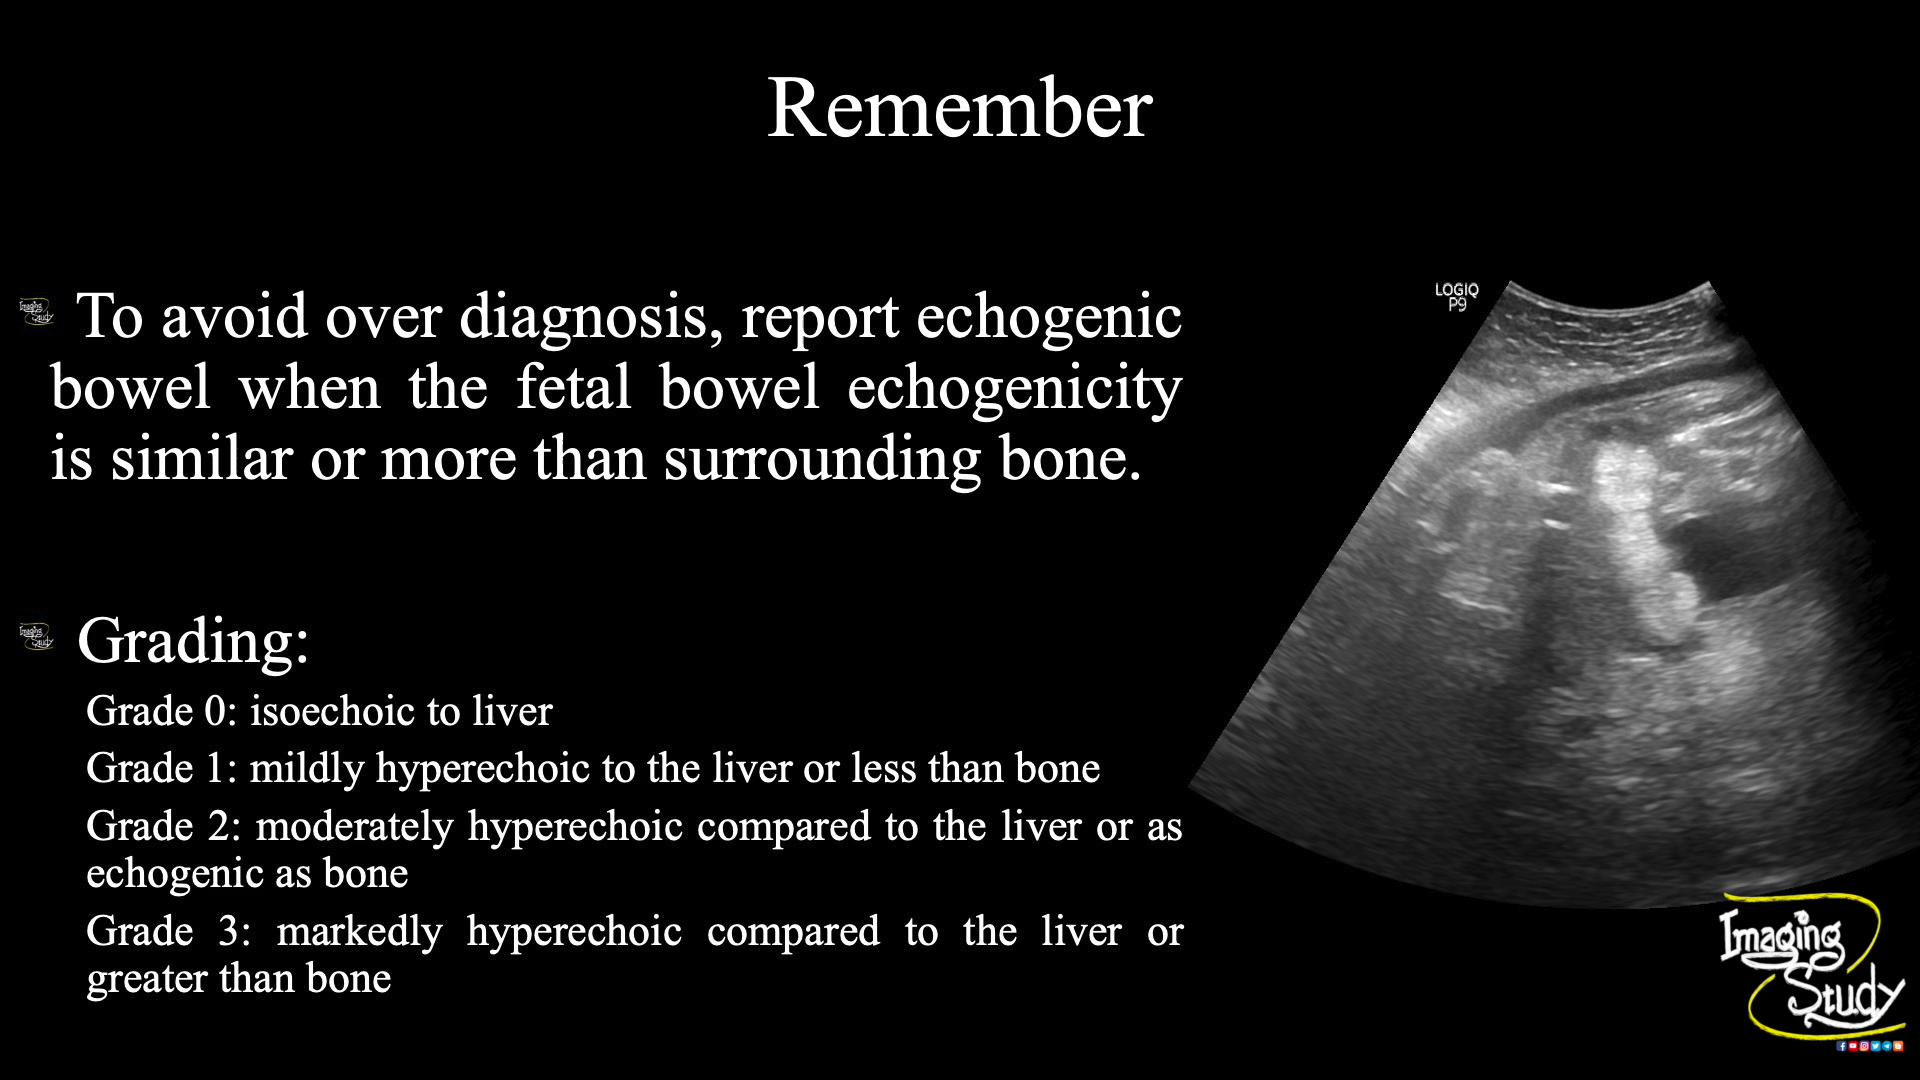 Remember
LOGIQ
P9
To avoid over diagnosis, report echogenic
bowel when the fetal bowel echogenicity
is similar or more than surrounding bone.
Grading:
Grade 0: isoechoic to liver
Grade 1: mildly hyperechoic to the liver or less than bone
Grade 2: moderately hyperechoic compared to the liver or as
echogenic as bone
Grade 3: markedly hyperechoic compared to the liver or
greater than bone
Imaging
Study